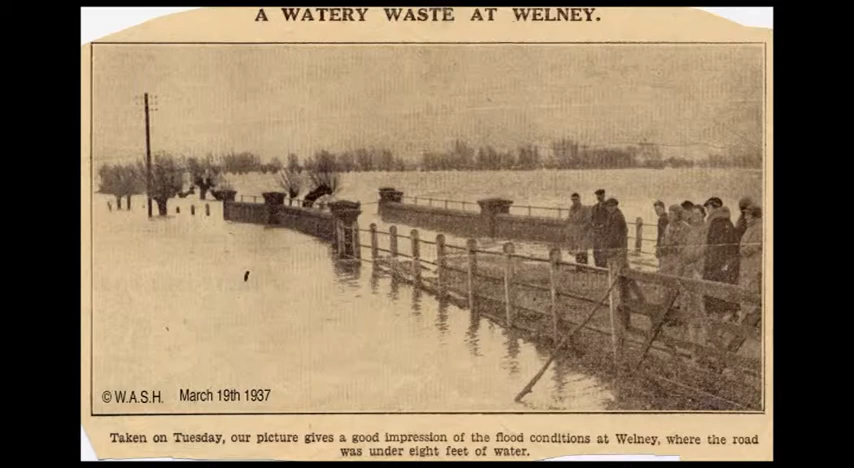 A WATERY WASTE AT WELNEY.
© W.A.S.H. March 19th 1937
Taken on Tuesday, our picture gives a good impression of the flood conditions at Welney, where the road
was under eight feet of water.